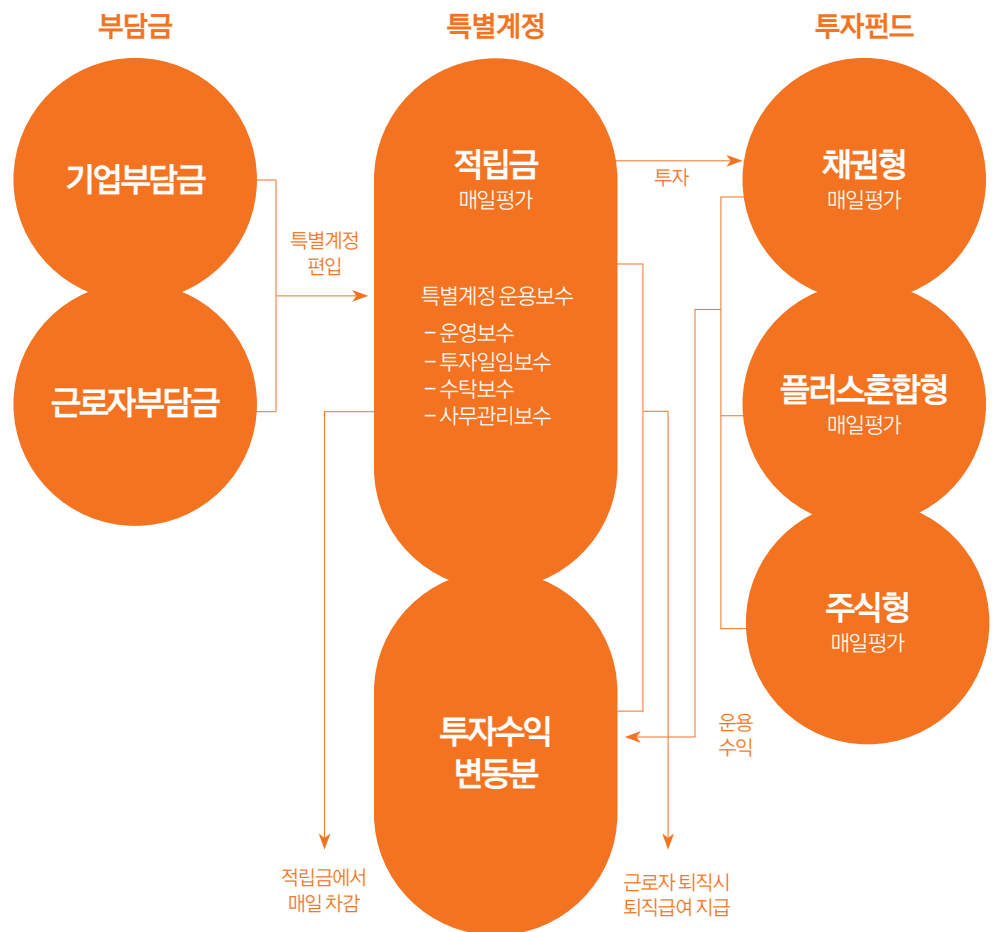 부담금
특별계정
투자펀드
기업부담금
근로자부담금
특별계정
편입
적립금
매일평가
특별계정 운용보수
– 운영보수
– 투자일임보수
– 수탁보수
– 사무관리보수
투자수익
변동분
적립금에서
매일 차감
근로자 퇴직시
퇴직급여 지급
투자
운용
수익
채권형
매일평가
플러스혼합형
매일평가
주식형
매일평가